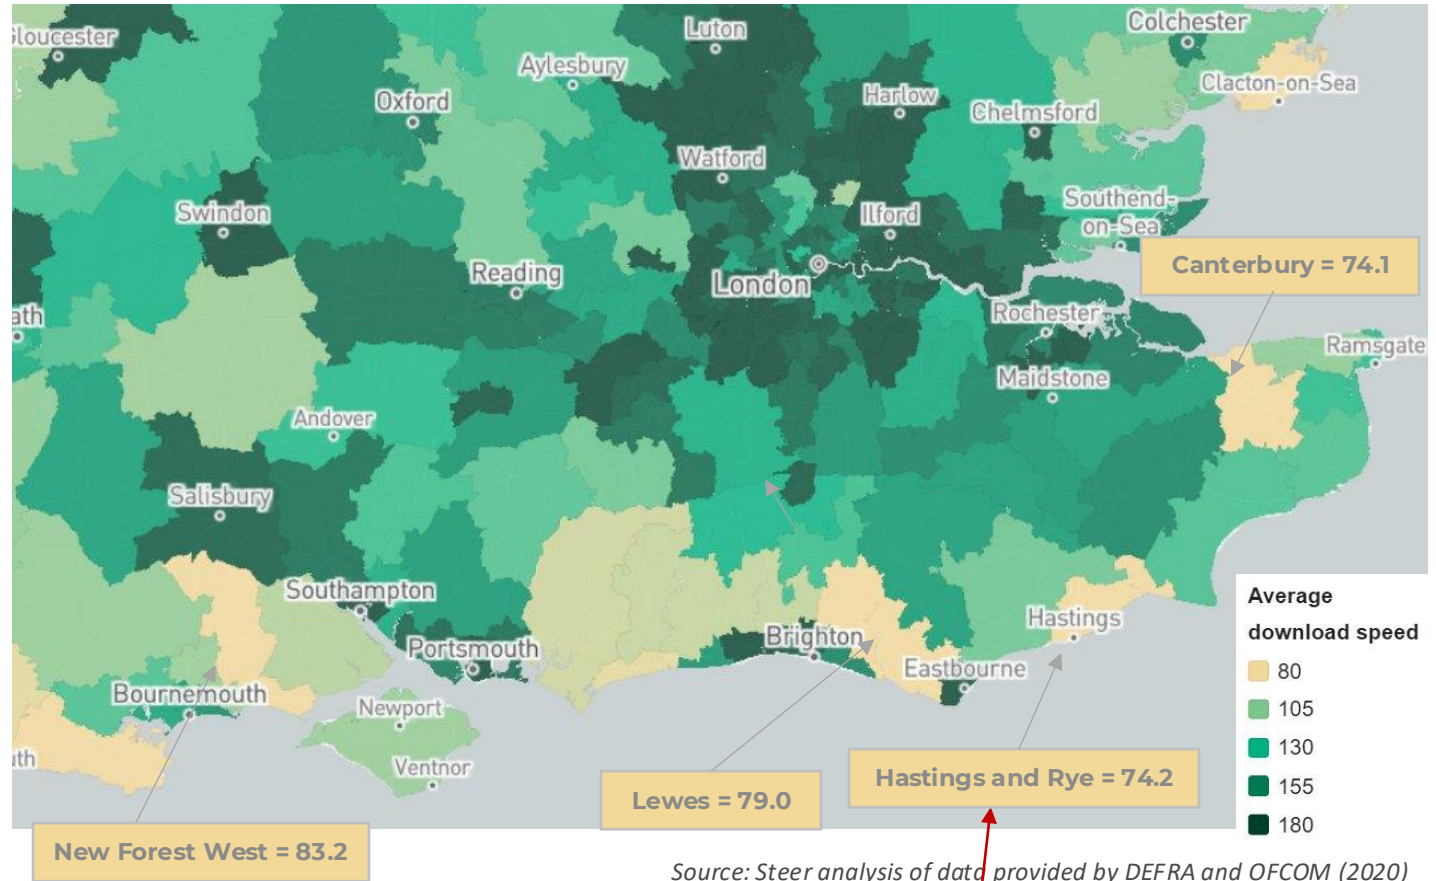 Gloucester
Luton
Colchester
Aylesbury
Clacton-on-Sea
Oxford
Harlow
Chelmsford
Watford
Swindon
Ilford
Southend-
on-Sea
Canterbury = 74.1
Reading
London
ath
Rochester
Ramsgate
Maidstone
Andover
Salisbury
Southampton
Hastings
Portsmouth
Brighton
Eastbourne
Bournemouth
Newport
uth
Ventnor
Average
download speed
80
105
130
155
180
Hastings and Rye = 74.2
Lewes = 79.0
New Forest West = 83.2
Source: Steer analysis of data provided by DEFRA and OFCOM (2020)